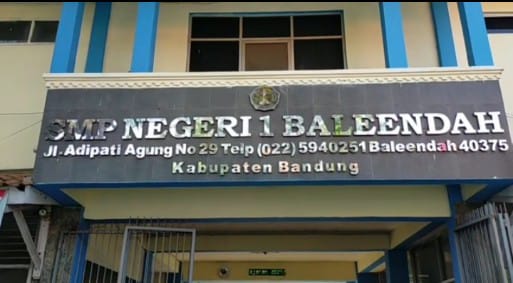 SMP NEGERI 1 BALEENDAH
Jl. Adipati Agung No 29 Telp (022) 5940251 Baleendah 40375
Kabupaten Bandung